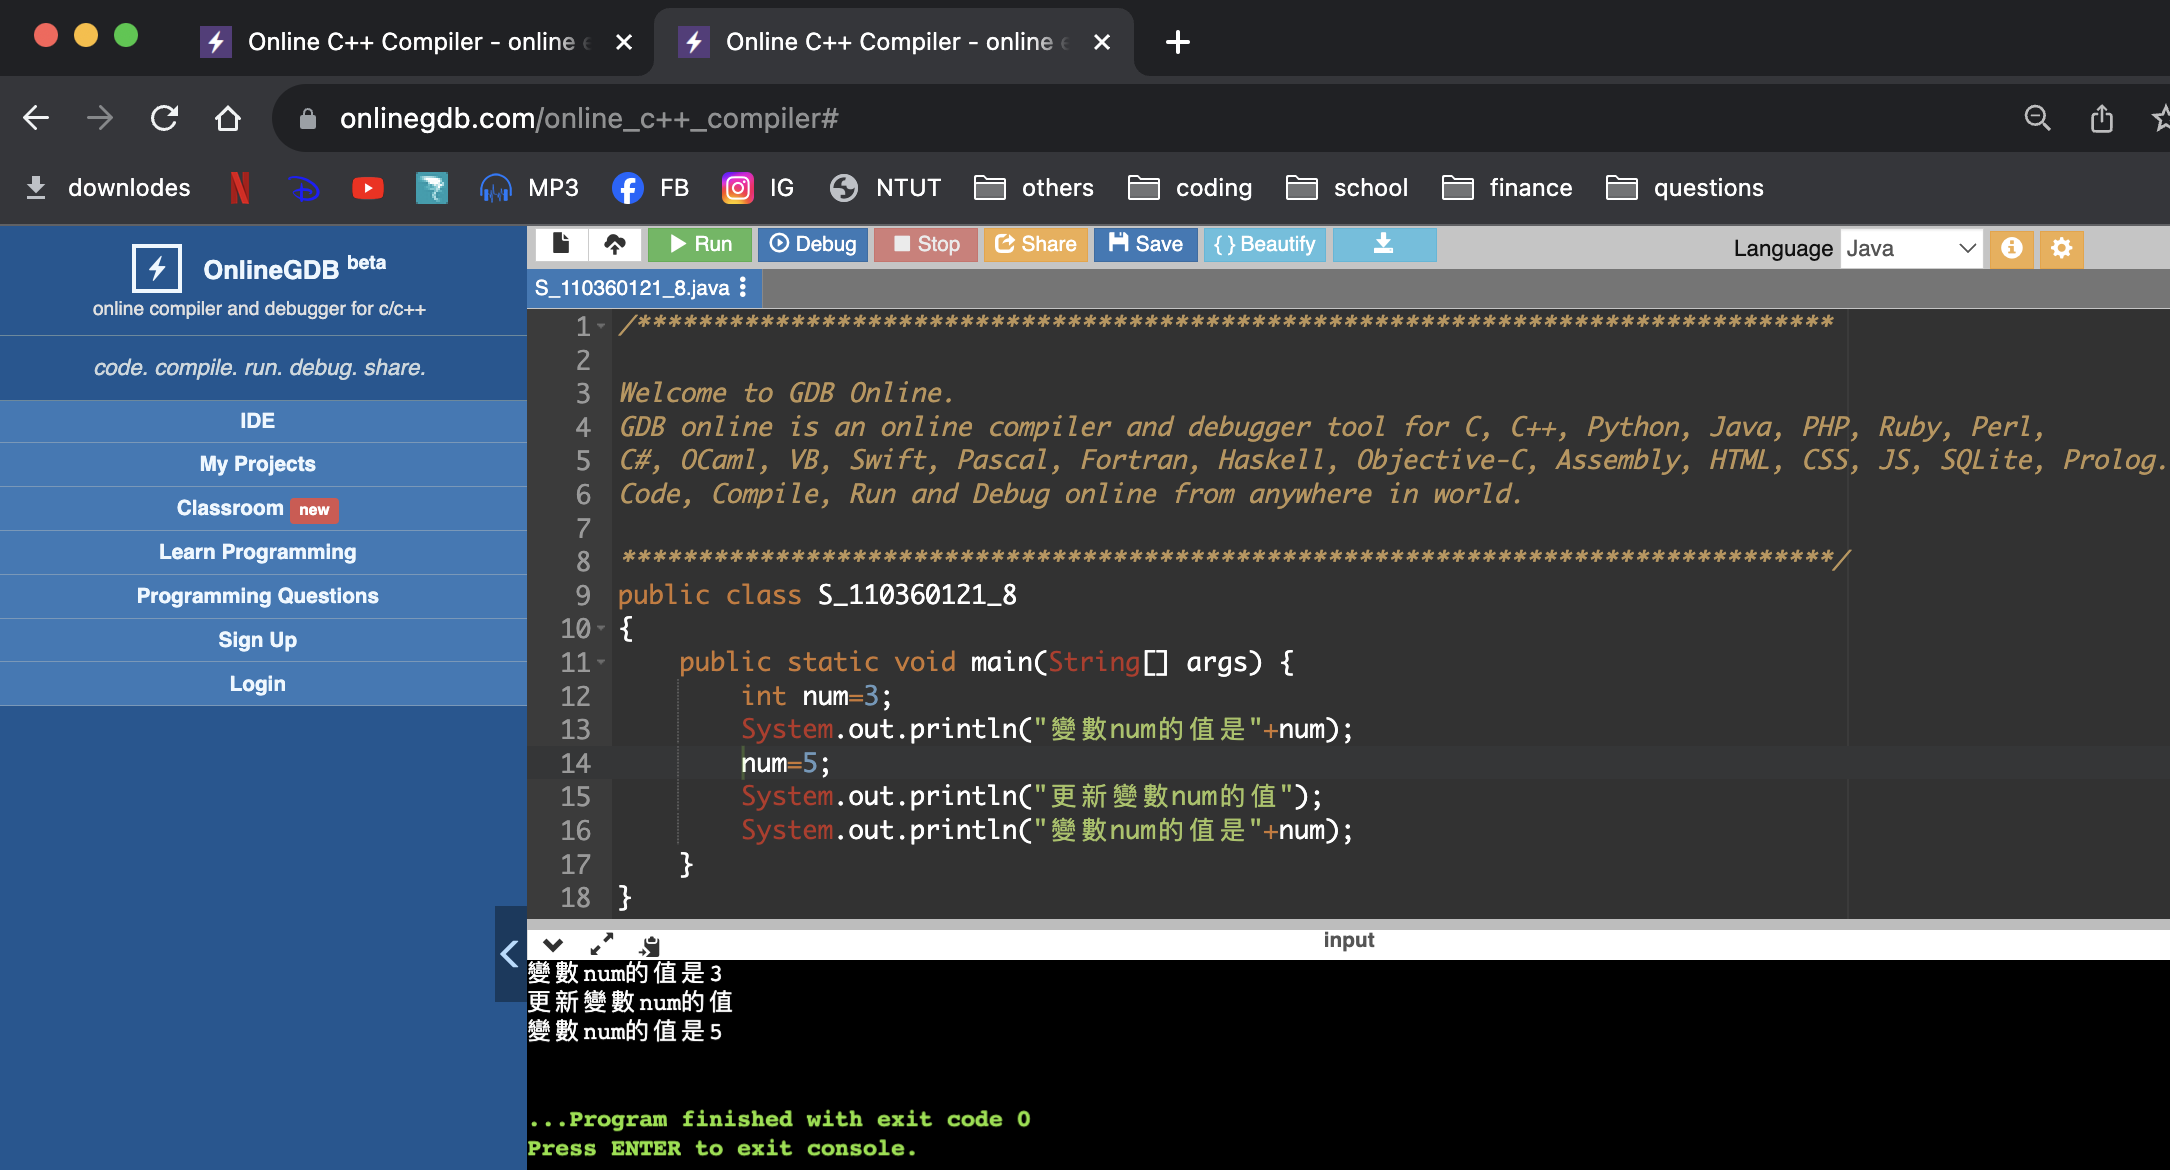 Online C++ Compiler - online
Online C++ Compiler - online
onlinegdb.com/online_c++_compiler#
downlodes
MP3
FB
IG
NTUT
others
coding
school
finance
questions
OnlineGDB beta
online compiler and debugger for c/c++
code. compile. run. debug. share.
IDE
My Projects
Classroom new
Learn Programming
Programming Questions
Sign Up
Login
Run
Debug
Stop
Share
Save
{ } Beautify
Language Java
S_110360121_8.java
1 /******************************************************************************
2
3 Welcome to GDB Online.
4 GDB online is an online compiler and debugger tool for C, C++, Python, Java, PHP, Ruby, Perl,
5 C#, OCaml, VB, Swift, Pascal, Fortran, Haskell, Objective-C, Assembly, HTML, CSS, JS, SQLite, Prolog.
6 Code, Compile, Run and Debug online from anywhere in world.
7
8 *******************************************************************************/
9 public class S_110360121_8
10 {
11 public static void main(String[] args) {
12 int num=3;
13 System.out.println("變數num的值是"+num);
14 num=5;
15 System.out.println("更新變數num的值");
16 System.out.println("變數num的值是"+num);
17 }
18 }
input
變數num的值是3
更新變數num的值
變數num的值是5
...Program finished with exit code 0
Press ENTER to exit console.